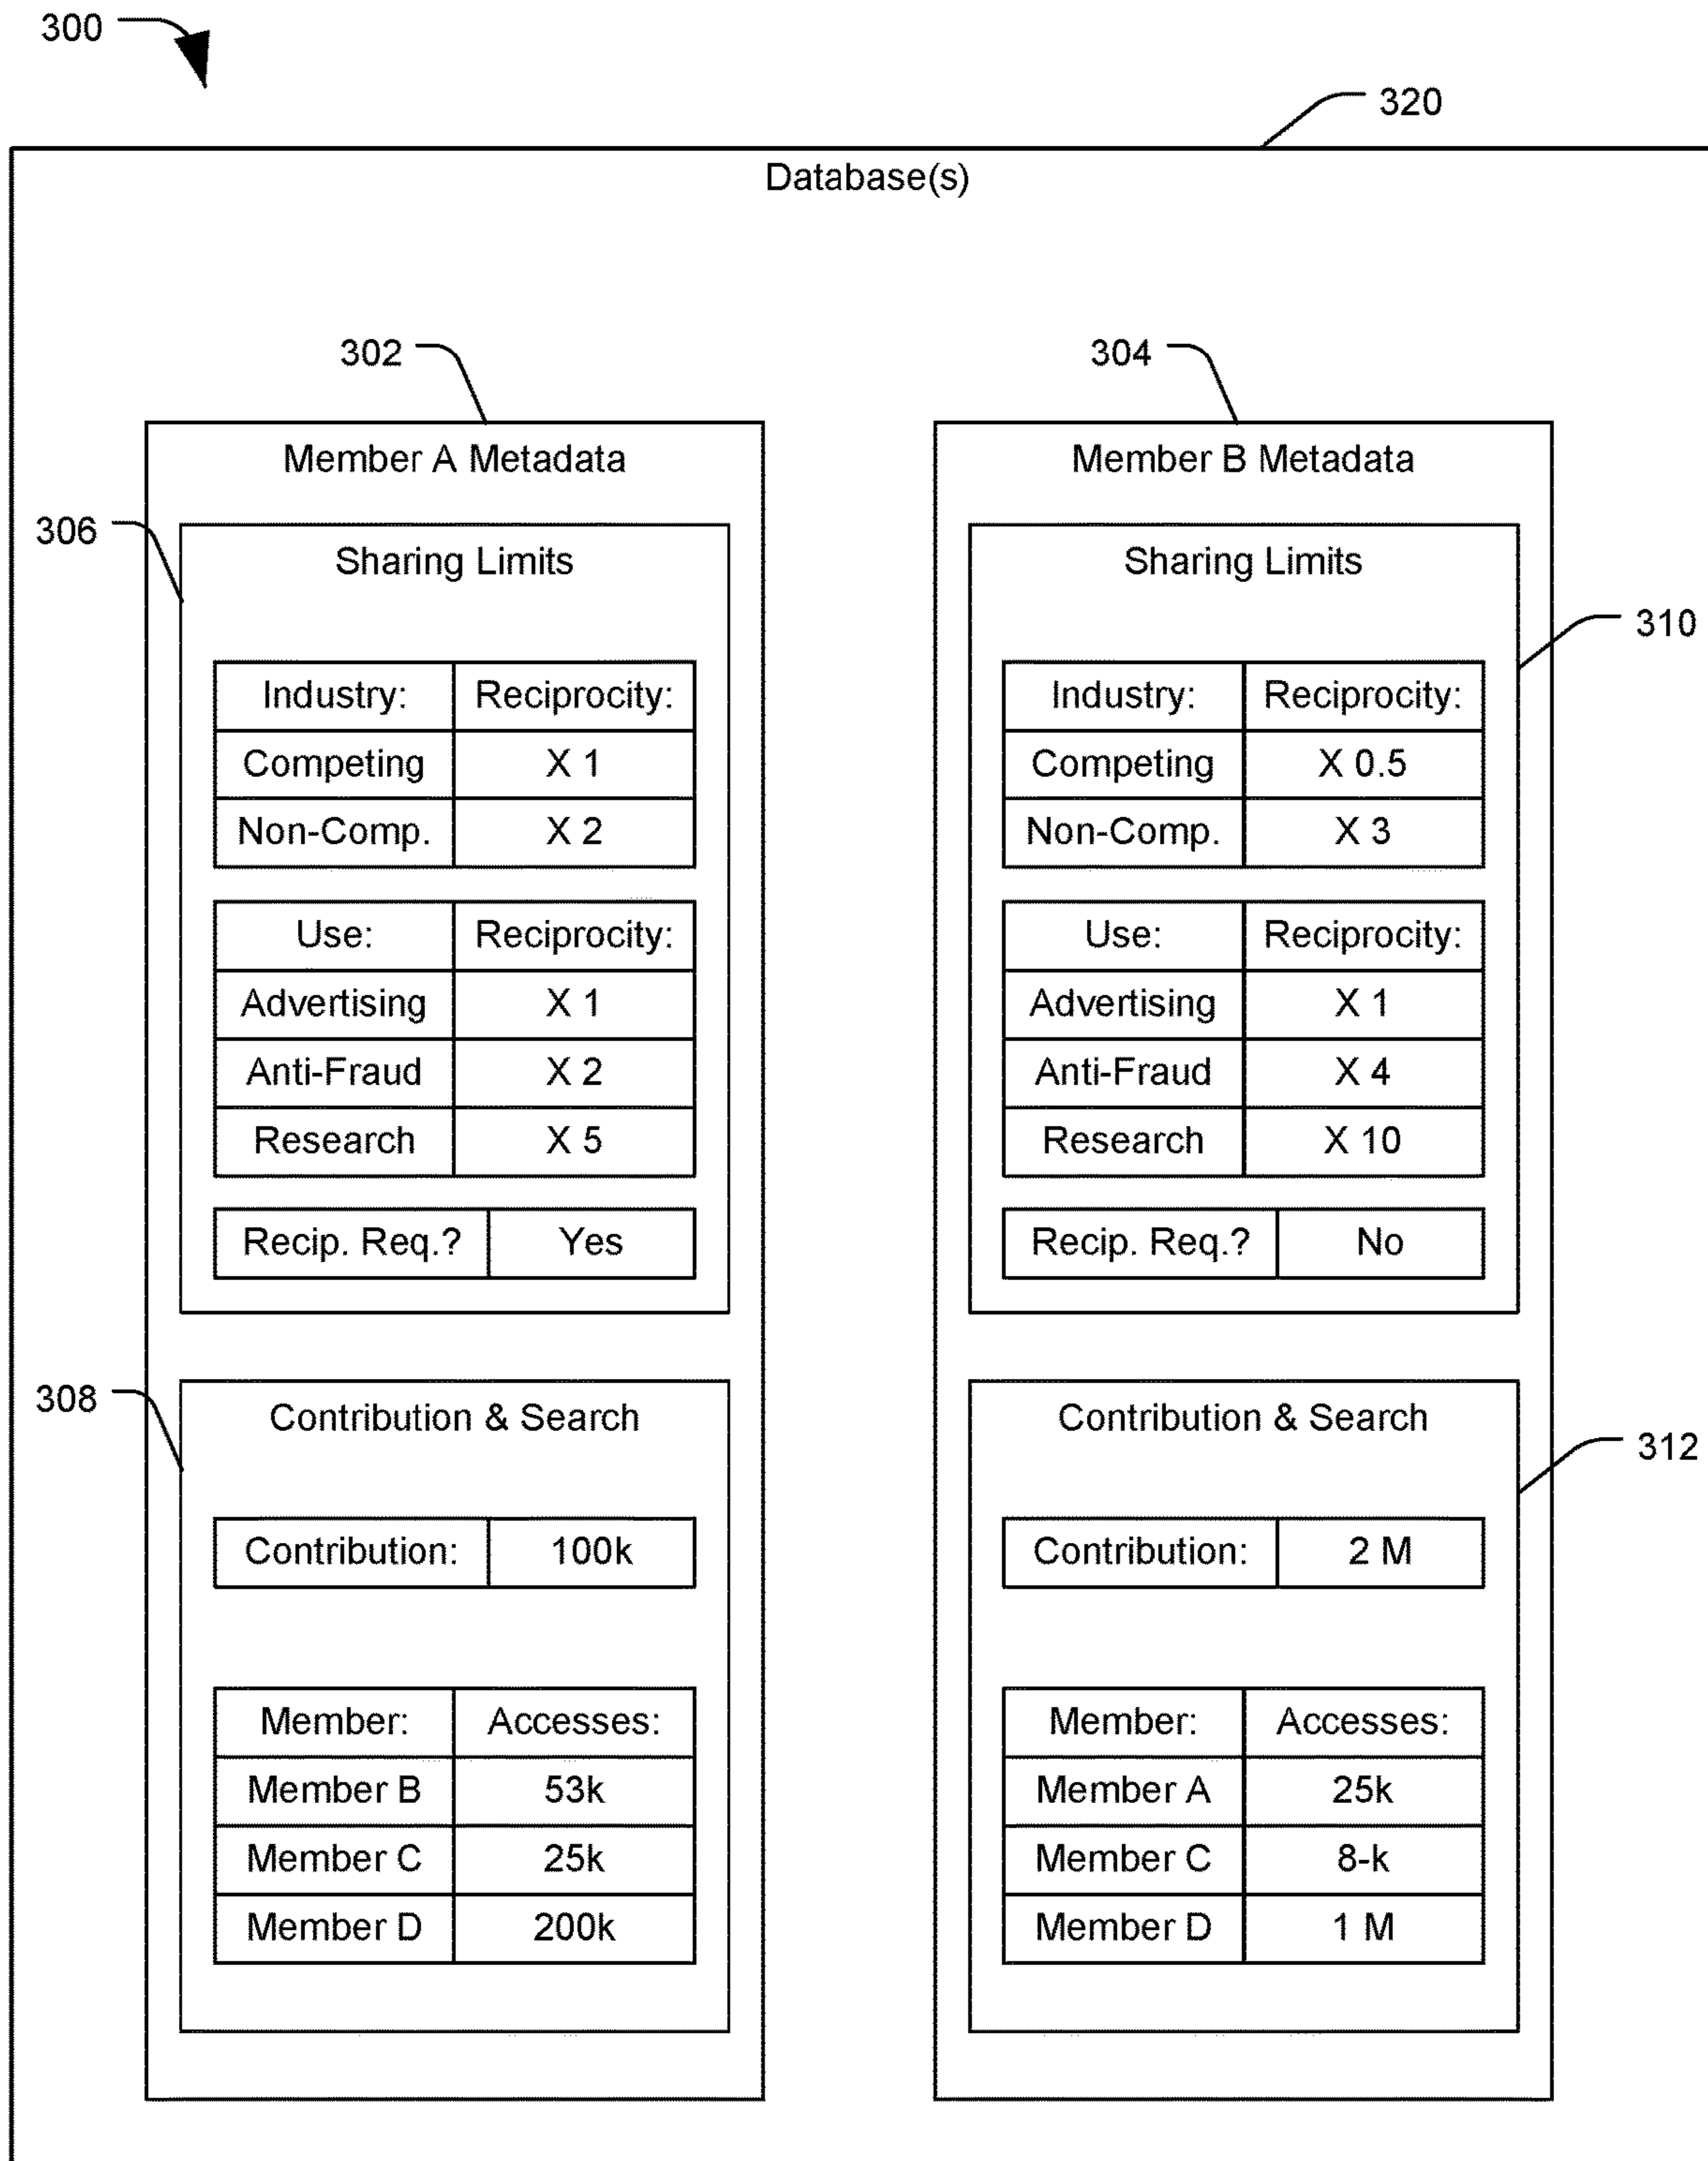 300
320
Database(s)
302
304
Member A Metadata
Member B Metadata
306
Sharing Limits
Sharing Limits
310
Industry: Reciprocity:
Competing X 1
Non-Comp. X 2
Industry: Reciprocity:
Competing X 0.5
Non-Comp. X 3
Use: Reciprocity:
Advertising X 1
Anti-Fraud X 2
Research X 5
Use: Reciprocity:
Advertising X 1
Anti-Fraud X 4
Research X 10
Recip. Req.? Yes
Recip. Req.? No
308
Contribution & Search
Contribution & Search
312
Contribution: 100k
Contribution: 2 M
Member: Accesses:
Member B 53k
Member C 25k
Member D 200k
Member: Accesses:
Member A 25k
Member C 8-k
Member D 1 M